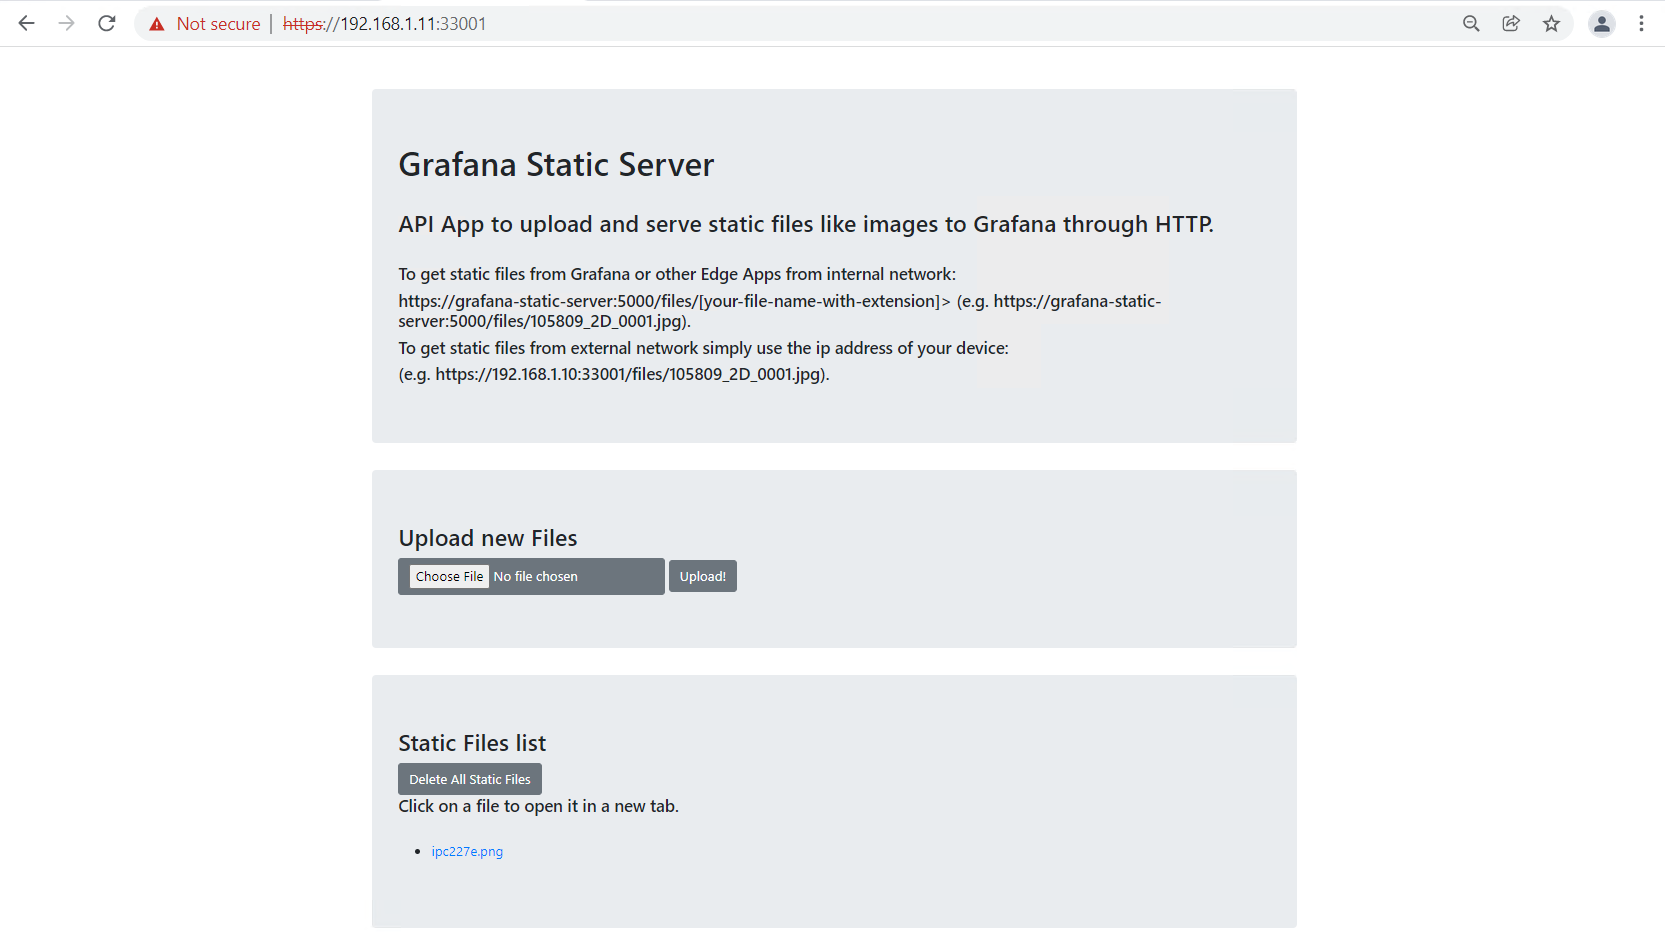 Not secure | https://192.168.1.11:33001
Grafana Static Server
API App to upload and serve static files like images to Grafana through HTTP.
To get static files from Grafana or other Edge Apps from internal network:
https://grafana-static-server:5000/files/[your-file-name-with-extension]> (e.g. https://grafana-static-
server:5000/files/105809_2D_0001.jpg).
To get static files from external network simply use the ip address of your device:
(e.g. https://192.168.1.10:33001/files/105809_2D_0001.jpg).
Upload new Files
Choose File No file chosen Upload!
Static Files list
Delete All Static Files
Click on a file to open it in a new tab.
ipc227e.png